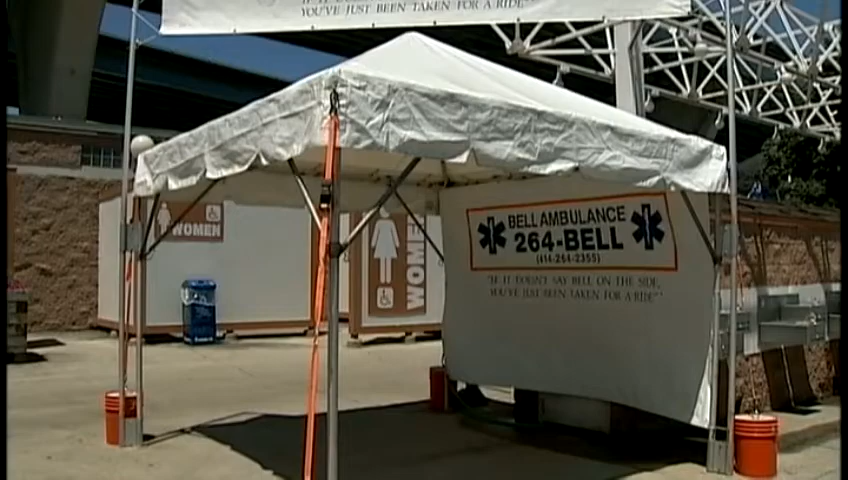 YOU'VE JUST BEEN TAKEN FOR A RIDE"
WOMEN
WOMEN
BELL AMBULANCE
264-BELL
(414-264-2355)
"IF IT DOESN'T SAY BELL ON THE SIDE,
YOU'VE JUST BEEN TAKEN FOR A RIDE"